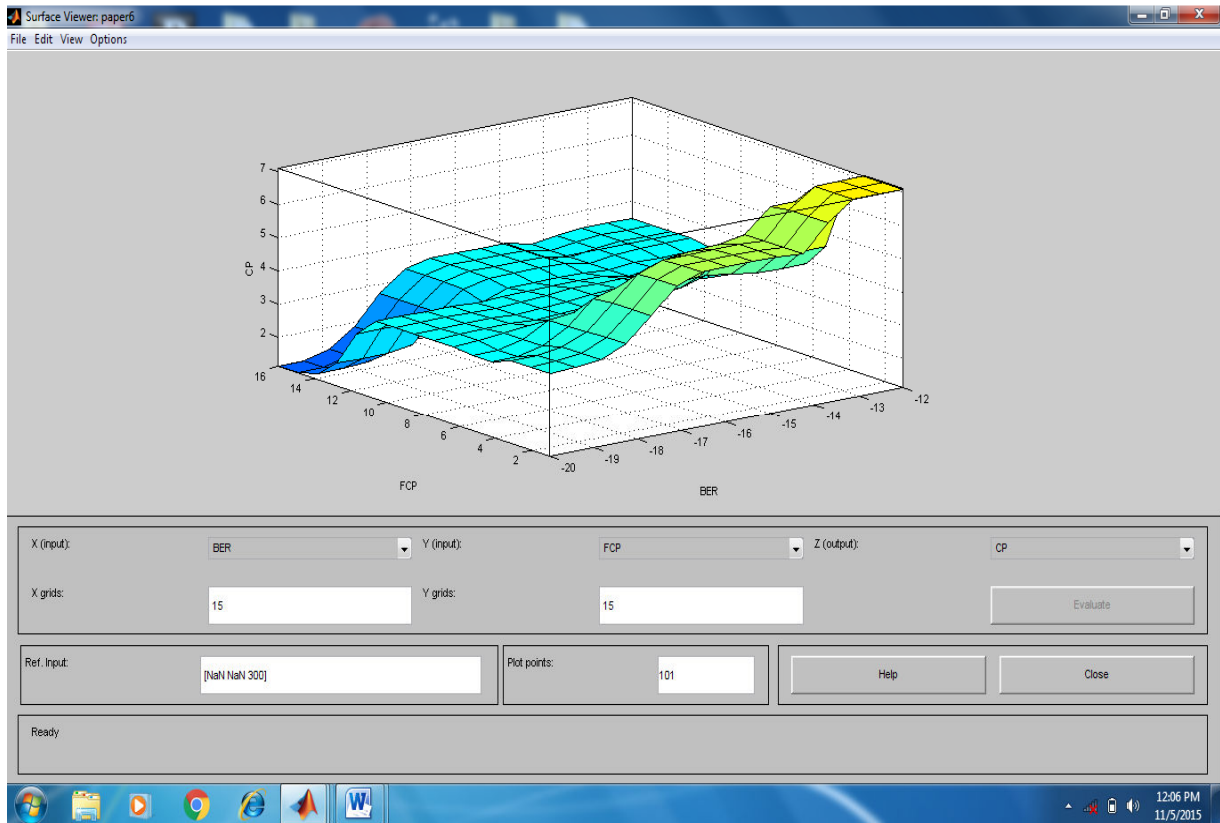 Surface Viewer: paper6
File Edit View Options
7
6
5
4
3
2
CP
16
14
12
10
8
6
4
2
FCP
-20
-19
-18
-17
-16
-15
-14
-13
-12
BER
X (input): BER Y (input): FCP Z (output): CP
X grids: 15 Y grids: 15 Evaluate
Ref. Input: [NaN NaN 300] Plot points: 101 Help Close
Ready
12:06 PM
11/5/2015